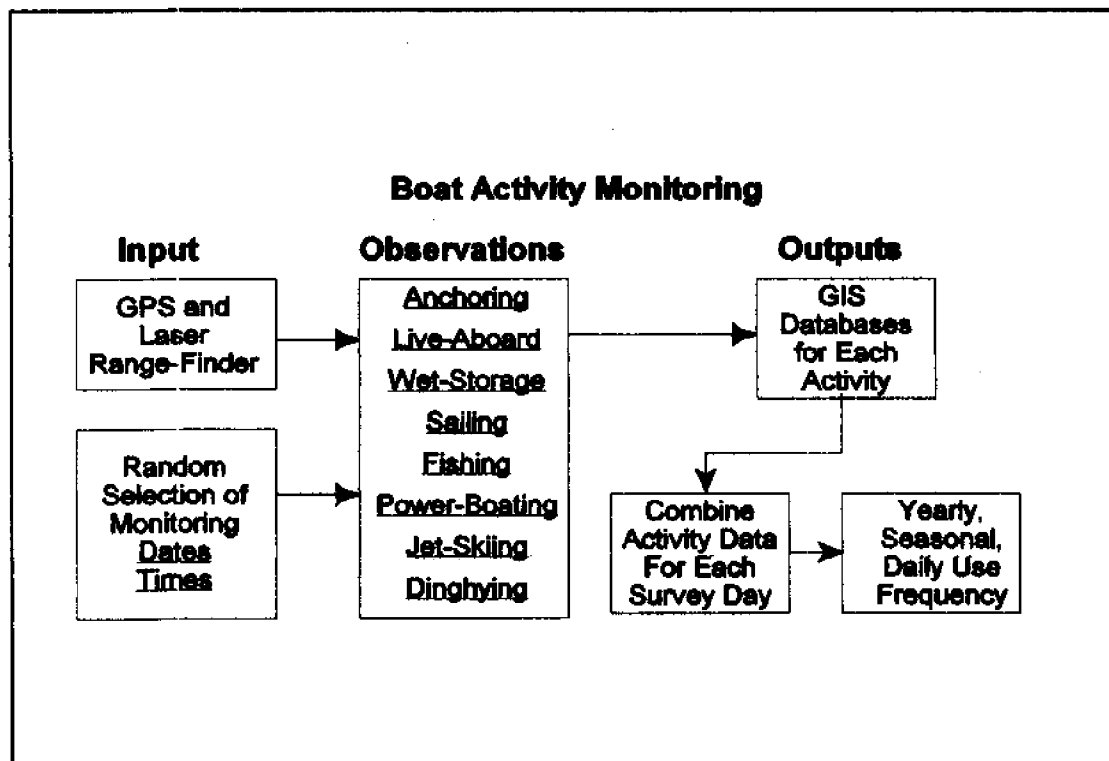 Boat Activity Monitoring
Input
GPS and
Laser
Range-Finder
Random
Selection of
Monitoring
Dates
Times
Observations
Anchoring
Live-Aboard
Wet-Storage
Sailing
Fishing
Power-Boating
Jet-Skiing
Dinghying
Outputs
GIS
Databases
for Each
Activity
Combine
Activity Data
For Each
Survey Day
Yearly,
Seasonal,
Daily Use
Frequency